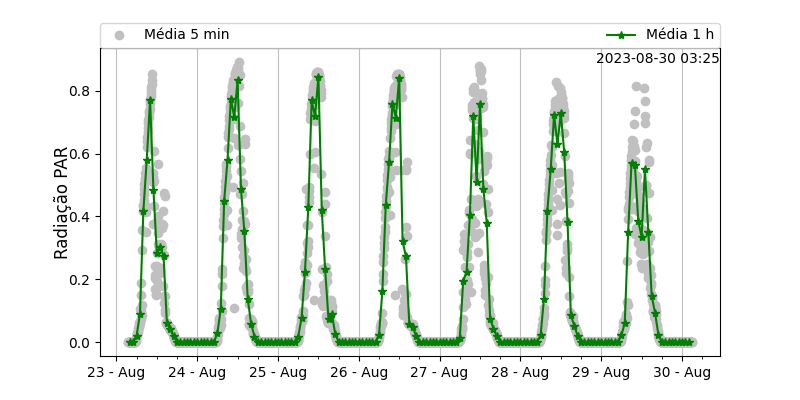 Média 5 min
Média 1 h
2023-08-30 03:25
Radiação PAR
0.8
0.6
0.4
0.2
0.0
23 - Aug
24 - Aug
25 - Aug
26 - Aug
27 - Aug
28 - Aug
29 - Aug
30 - Aug